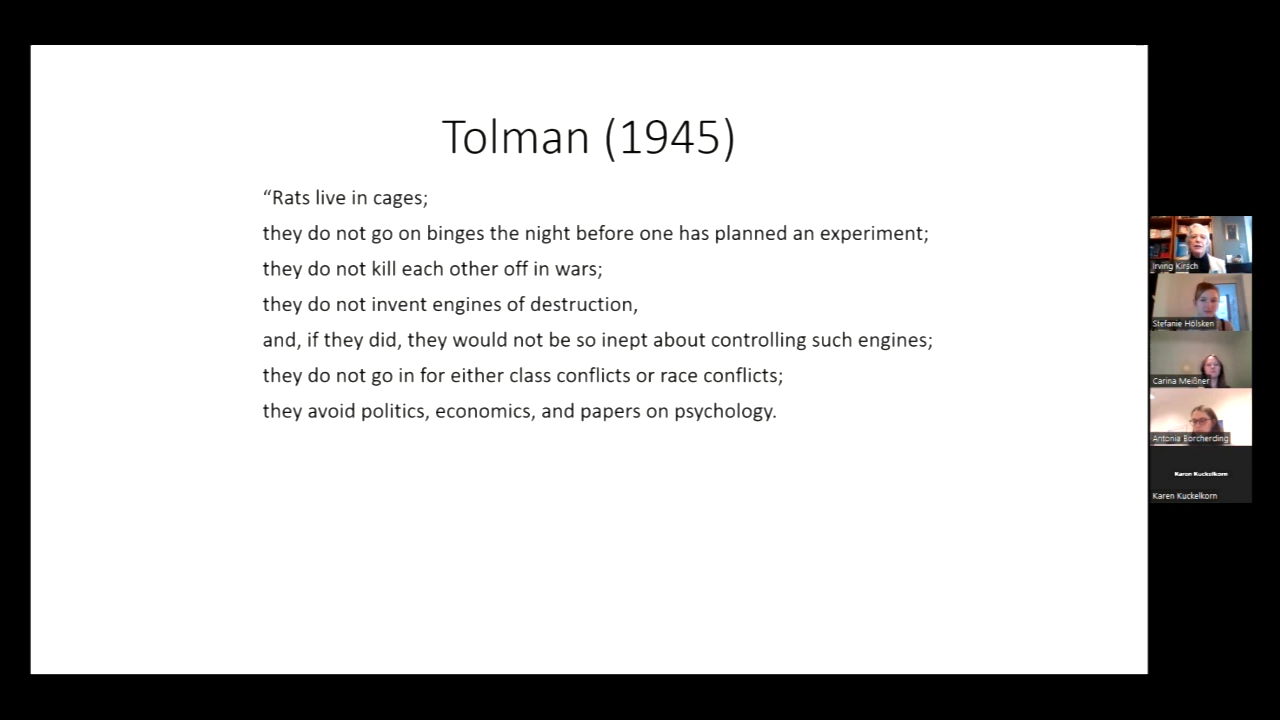 Tolman (1945)
“Rats live in cages;
they do not go on binges the night before one has planned an experiment;
they do not kill each other off in wars;
they do not invent engines of destruction,
and, if they did, they would not be so inept about controlling such engines;
they do not go in for either class conflicts or race conflicts;
they avoid politics, economics, and papers on psychology.
Irving Kirsch
Stefanie Hölsken
Carina Meißner
Antonia Borcherding
Karen Kuckelkorn
Karen Kuckelkorn